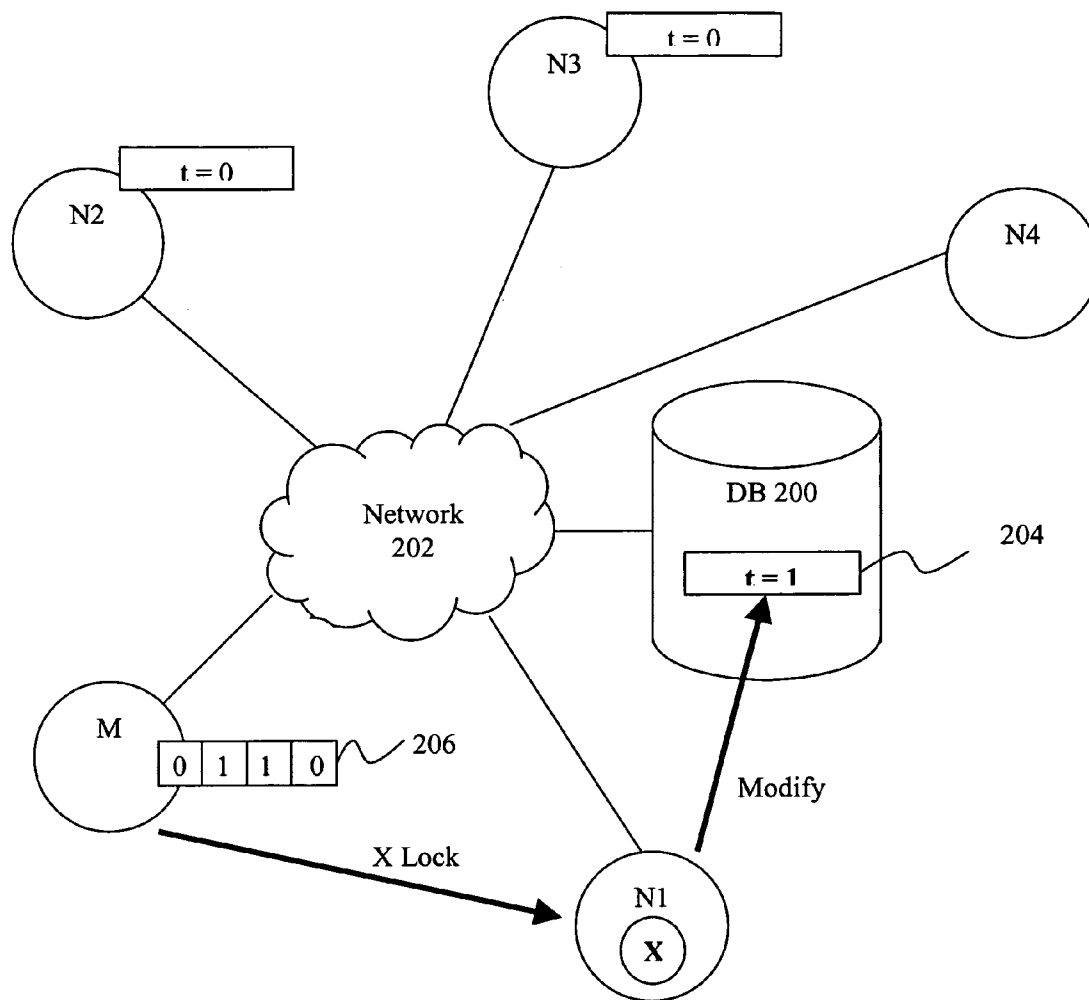 t = 0
N3
t = 0
N2
N4
DB 200
Network
202
204
t = 1
M
0 1 1 0
206
Modify
X Lock
N1
X